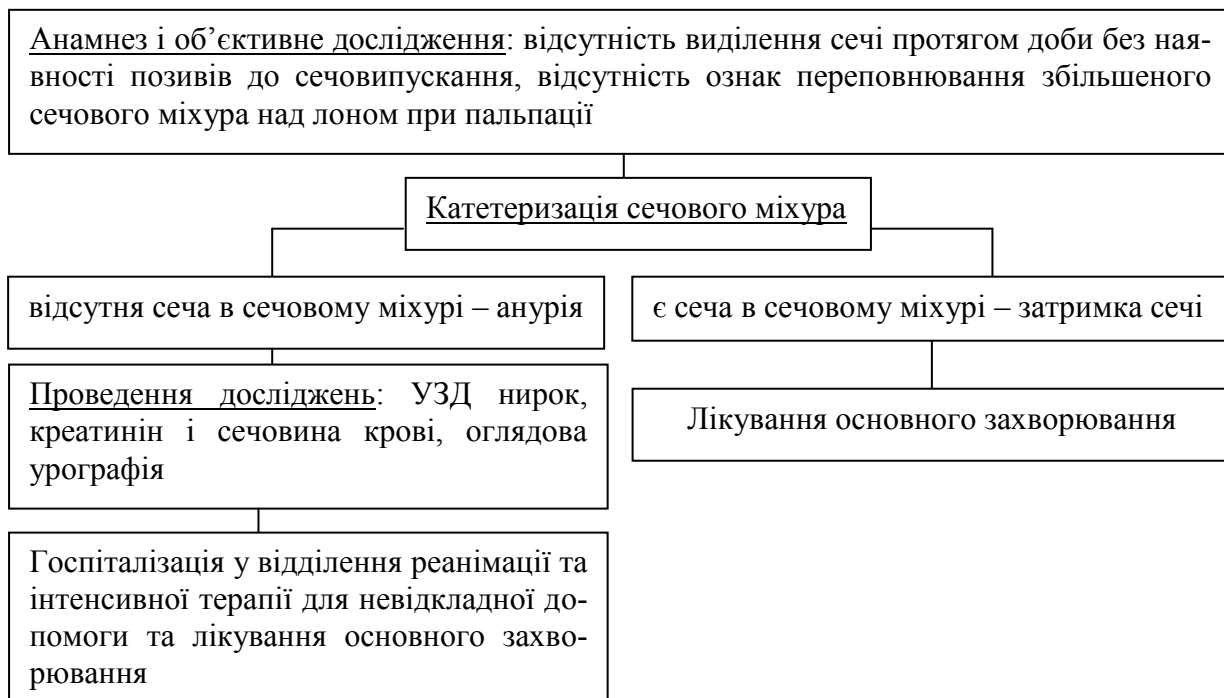 Анамнез і об’єктивне дослідження: відсутність виділення сечі протягом доби без ная-
вності позивів до сечовипускання, відсутність ознак переповнювання збільшеного
сечового міхура над лоном при пальпації
Катетеризація сечового міхура
відсутня сеча в сечовому міхурі – анурія
є сеча в сечовому міхурі – затримка сечі
Проведення досліджень: УЗД нирок,
креатинін і сечовина крові, оглядова
урографія
Лікування основного захворювання
Госпіталізація у відділення реанімації та
інтенсивної терапії для невідкладної до-
помоги та лікування основного захво-
рювання